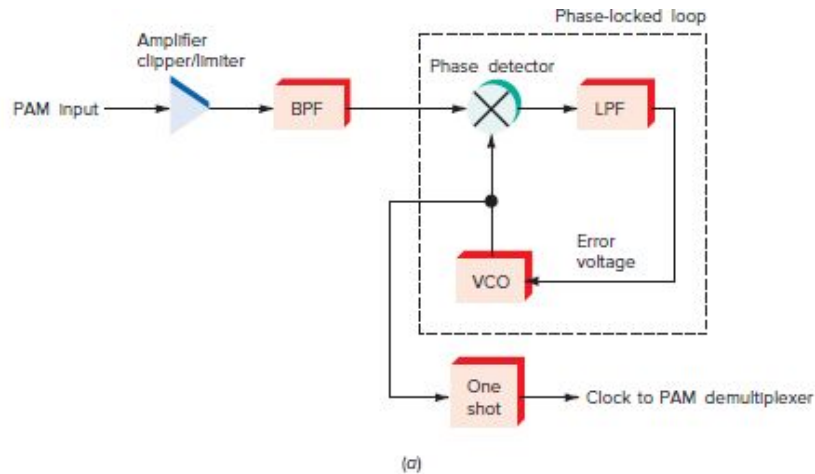 Phase-locked loop
Amplifier
clipper/limiter
Phase detector
PAM input
BPF
LPF
Error
voltage
VCO
One
shot
Clock to PAM demultiplexer
(a)